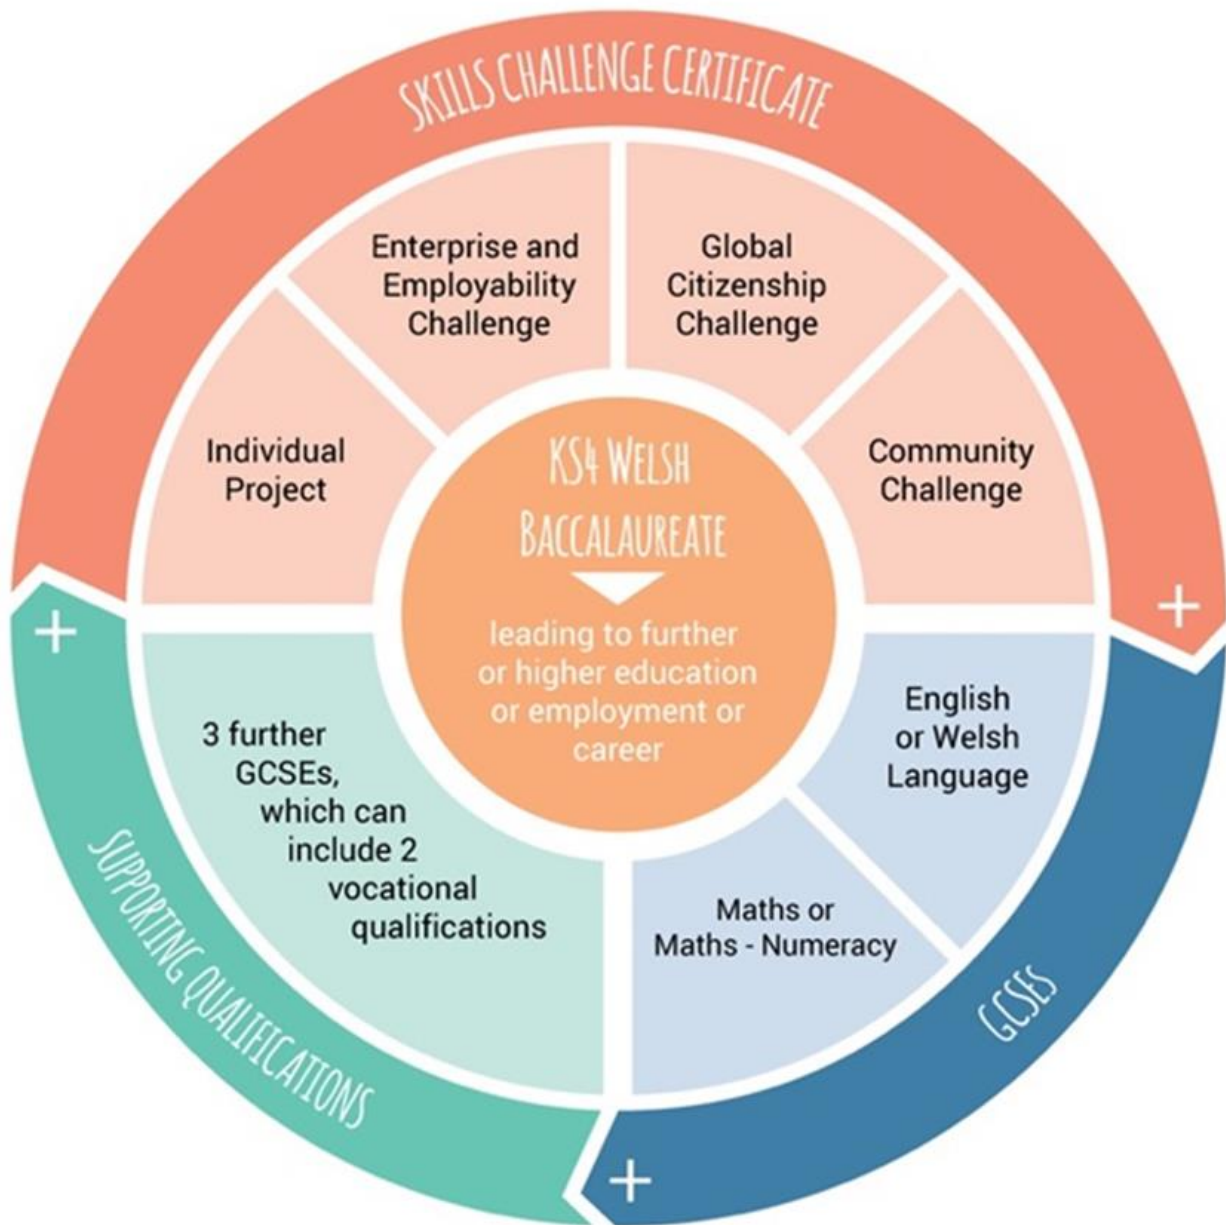 SKILLS CHALLENGE CERTIFICATE
Enterprise and
Employability
Challenge
Global
Citizenship
Challenge
Individual
Project
Community
Challenge
KS4 WELSH
BACCALAUREATE
leading to further
or higher education
or employment or
career
+
+
English
or Welsh
Language
3 further
GCSEs,
which can
include 2
vocational
qualifications
Maths or
Maths - Numeracy
SUPPORTING QUALIFICATIONS
GCSES
+